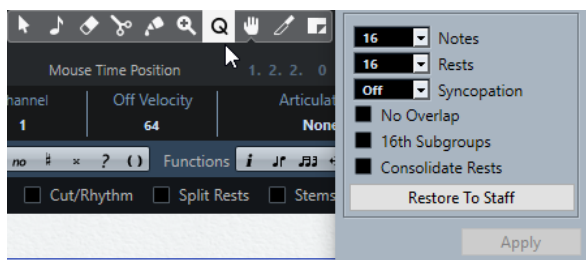 Q
Mouse Time Position 1. 2. 2. 0
hannel Off Velocity Articulat
1 64 None
no ? ( ) Functions i
Cut/Rhythm Split Rests Stems
16 Notes
16 Rests
Off Syncopation
No Overlap
16th Subgroups
Consolidate Rests
Restore To Staff
Apply